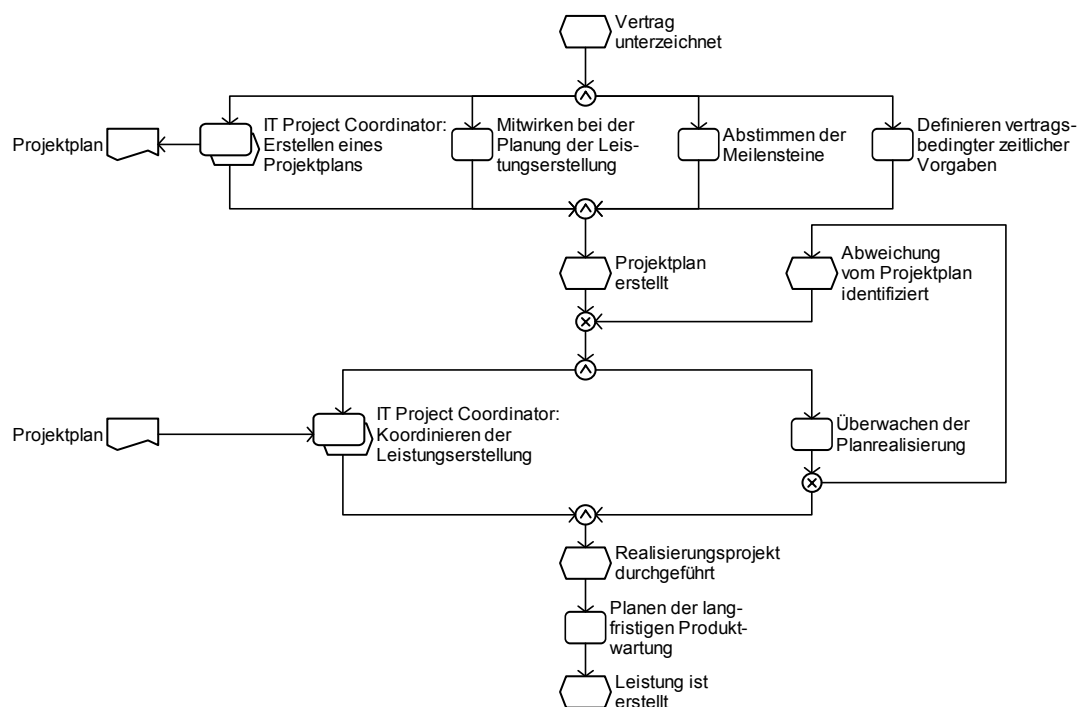 Vertrag
unterzeichnet
Projektplan
IT Project Coordinator:
Erstellen eines
Projektplans
Mitwirken bei der
Planung der Leis-
tungserstellung
Abstimmen der
Meilensteine
Definieren vertrags-
bedingter zeitlicher
Vorgaben
Projektplan
erstellt
Abweichung
vom Projektplan
identifiziert
Projektplan
IT Project Coordinator:
Koordinieren der
Leistungserstellung
Überwachen der
Planrealisierung
Realisierungsprojekt
durchgeführt
Planen der lang-
fristigen Produkt-
wartung
Leistung ist
erstellt